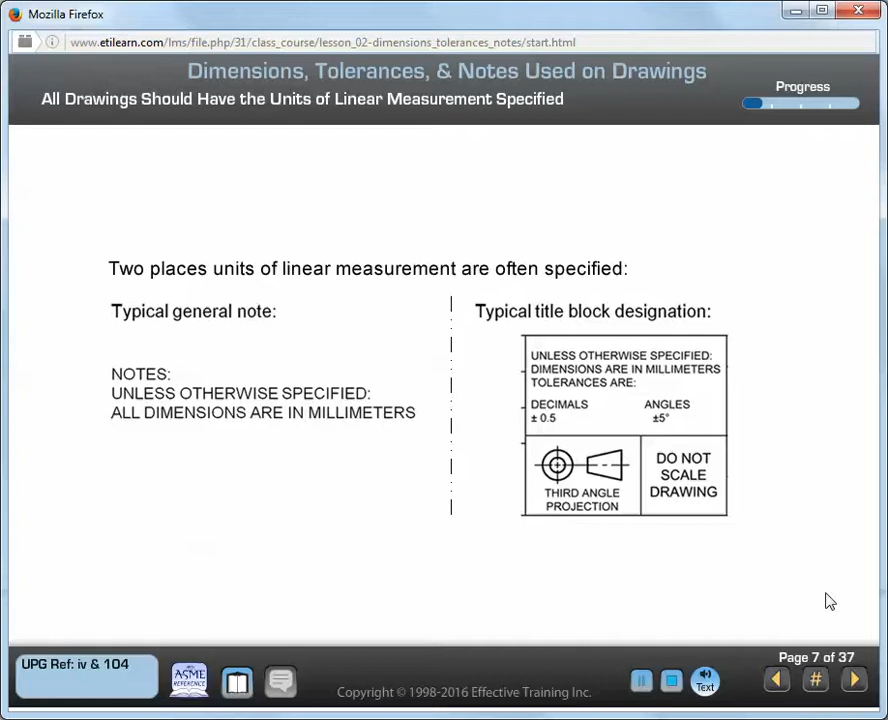 Mozilla Firefox
www.etilearn.com/lms/file.php/31/class_course/lesson_02-dimensions_tolerances_notes/start.html
Dimensions, Tolerances, & Notes Used on Drawings
All Drawings Should Have the Units of Linear Measurement Specified
Progress
Two places units of linear measurement are often specified:
Typical general note:
NOTES:
UNLESS OTHERWISE SPECIFIED:
ALL DIMENSIONS ARE IN MILLIMETERS
Typical title block designation:
UNLESS OTHERWISE SPECIFIED:
DIMENSIONS ARE IN MILLIMETERS
TOLERANCES ARE:
DECIMALS ANGLES
± 0.5 ±5°
THIRD ANGLE
PROJECTION
DO NOT
SCALE
DRAWING
UPG Ref: iv & 104
ASME
REFERENCE
Copyright © 1998-2016 Effective Training Inc.
Text
Page 7 of 37
#